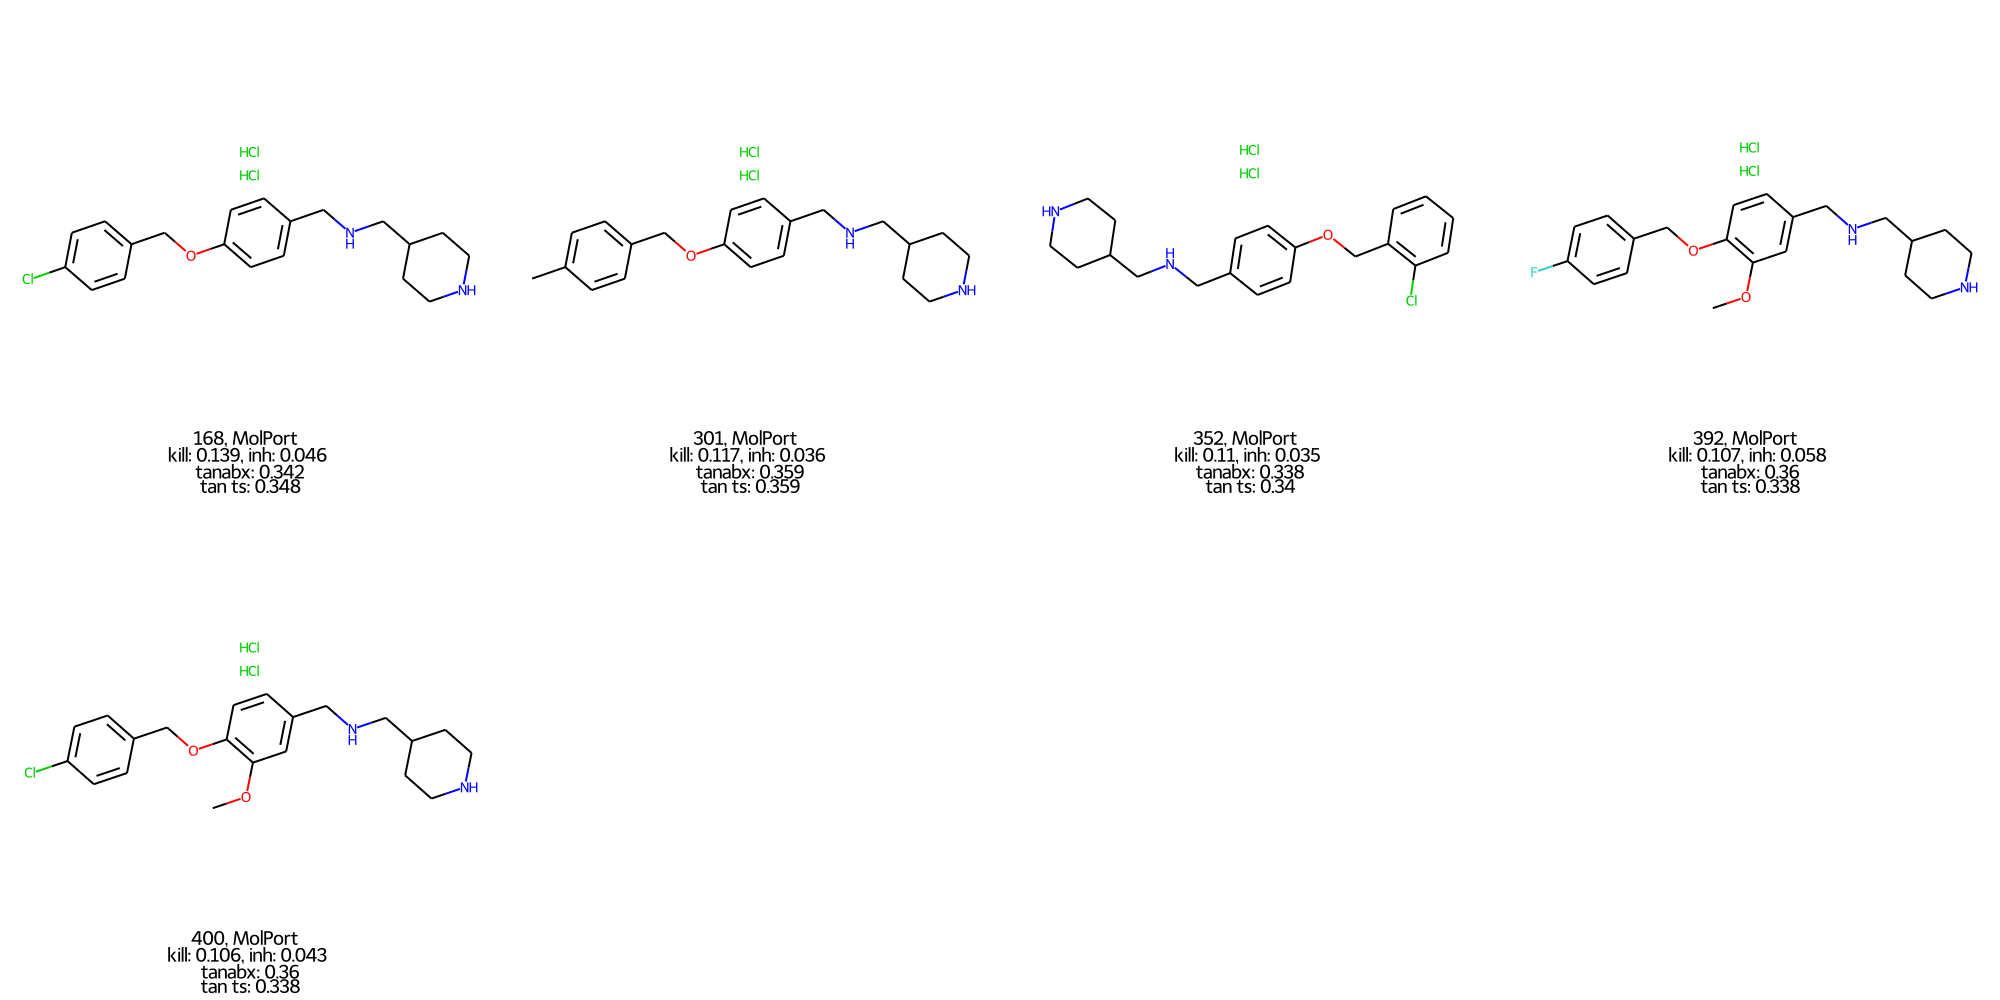 HCl
HCl
Cl
O
N
H
NH
168, MolPort
kill: 0.139, inh: 0.046
tanabx: 0.342
tan ts: 0.348
HCl
HCl
O
N
H
NH
301, MolPort
kill: 0.117, inh: 0.036
tanabx: 0.359
tan ts: 0.359
HCl
HCl
HN
H
N
O
Cl
352, MolPort
kill: 0.11, inh: 0.035
tanabx: 0.338
tan ts: 0.34
HCl
HCl
F
O
O
N
H
NH
392, MolPort
kill: 0.107, inh: 0.058
tanabx: 0.36
tan ts: 0.338
HCl
HCl
Cl
O
O
N
H
NH
400, MolPort
kill: 0.106, inh: 0.043
tanabx: 0.36
tan ts: 0.338